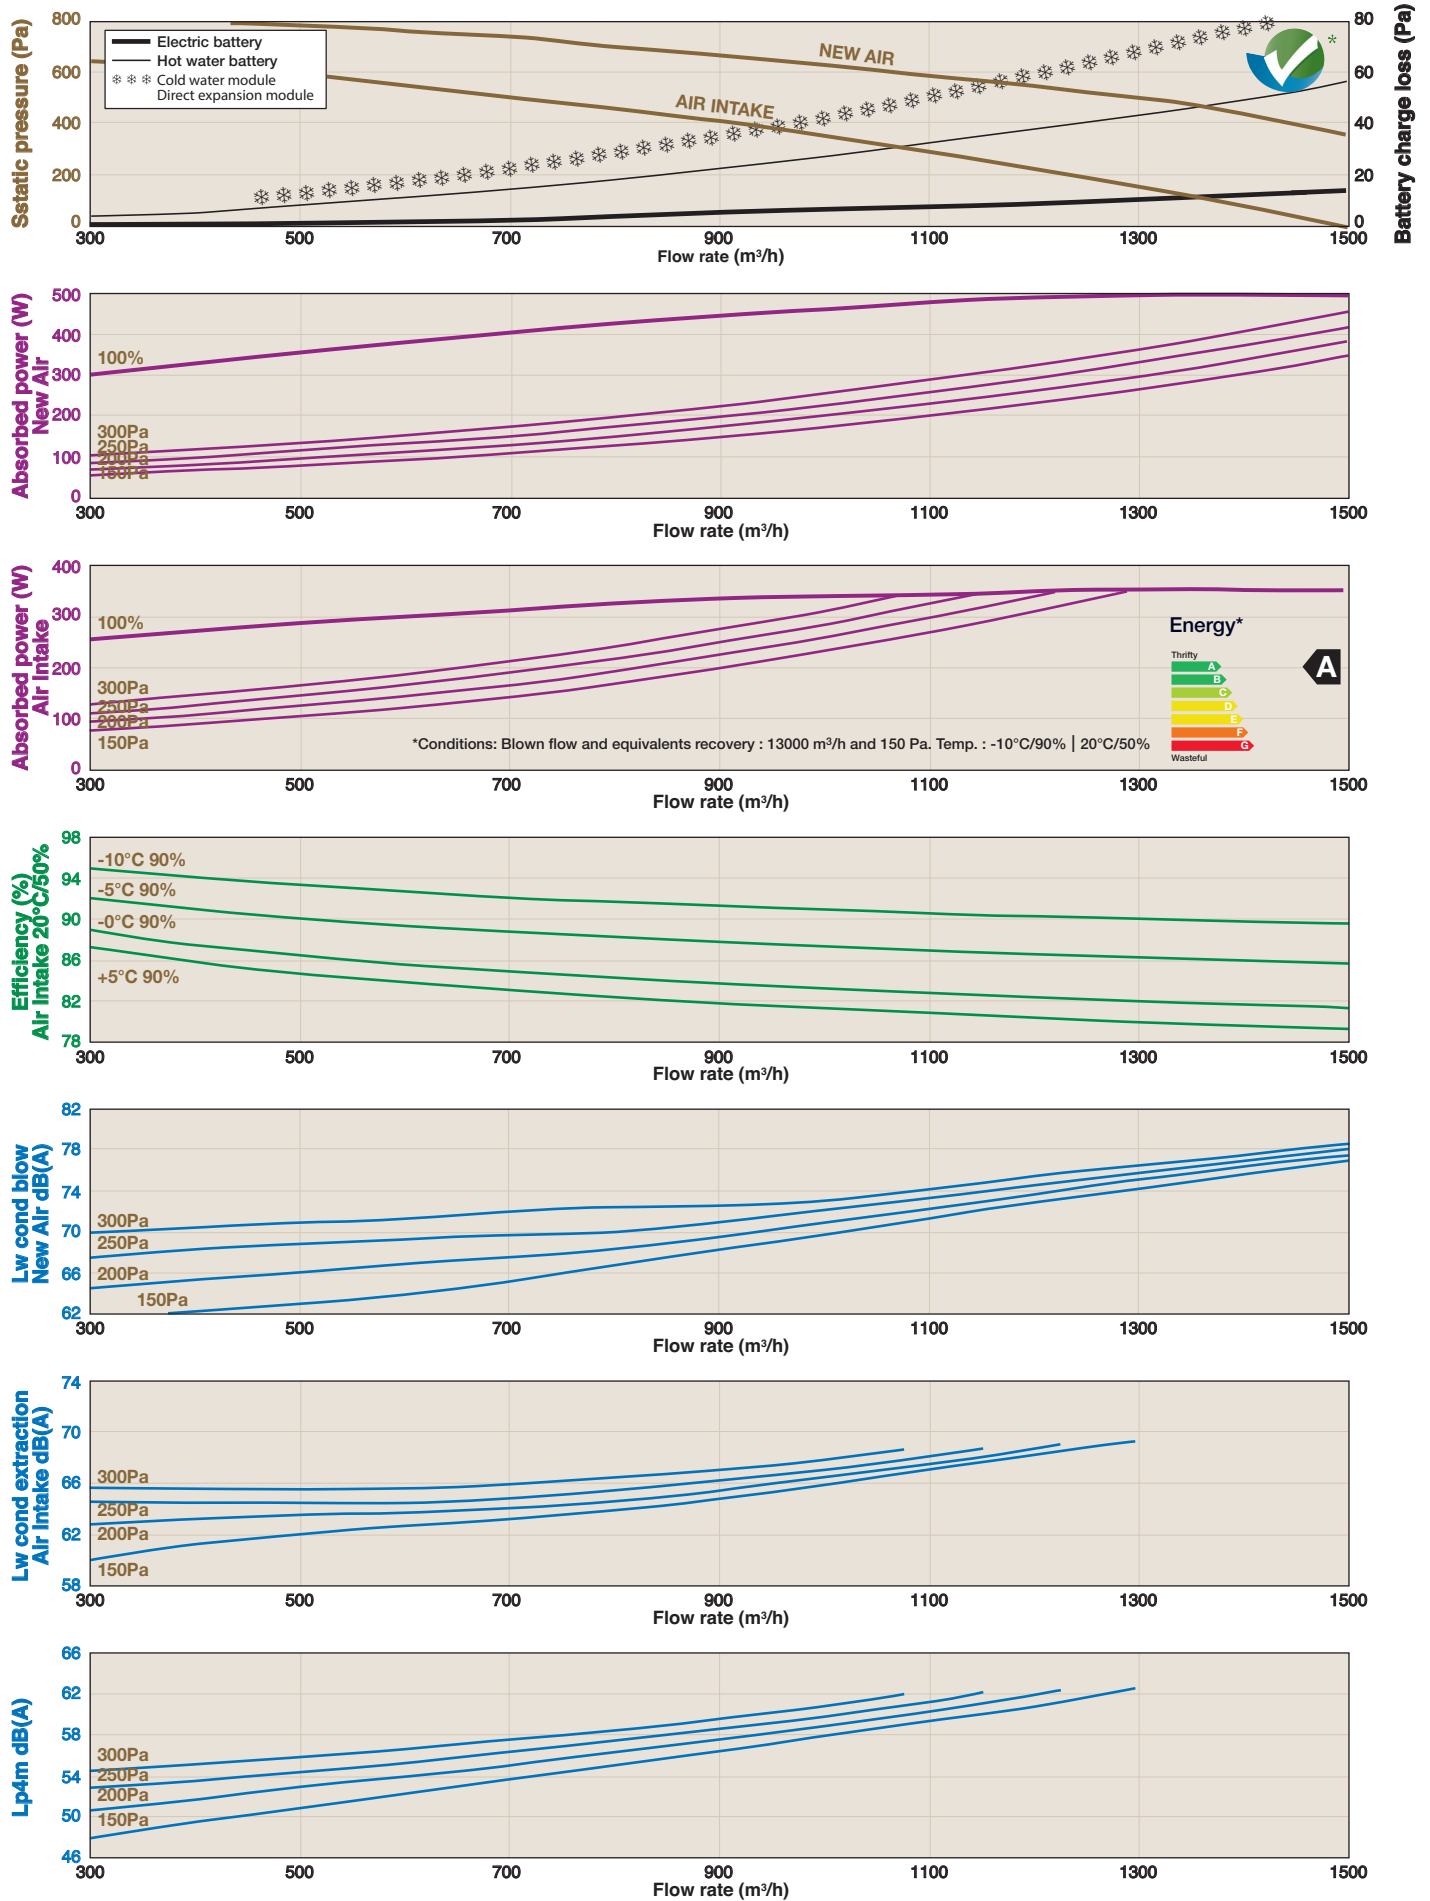 Sstatic pressure (Pa)
800
600
400
200
0
Electric battery
Hot water battery
Cold water module
Direct expansion module
NEW AIR
AIR INTAKE
*
80
60
40
20
0
Battery charge loss (Pa)
300 500 700 900 1100 1300 1500
Flow rate (m³/h)
Absorbed power (W)
New Air
500
400
300
200
100
0
100%
300Pa
250Pa
200Pa
150Pa
300 500 700 900 1100 1300 1500
Flow rate (m³/h)
Absorbed power (W)
Air Intake
400
300
200
100
0
100%
300Pa
250Pa
200Pa
150Pa
Energy*
Thrifty
A
B
C
D
E
F
G
Wasteful
A
*Conditions: Blown flow and equivalents recovery : 13000 m³/h and 150 Pa. Temp. : -10°C/90% | 20°C/50%
300 500 700 900 1100 1300 1500
Flow rate (m³/h)
Efficiency (%)
Air Intake 20°C/50%
98
94
90
86
82
78
-10°C 90%
-5°C 90%
-0°C 90%
+5°C 90%
300 500 700 900 1100 1300 1500
Flow rate (m³/h)
Lw cond blow
New Air dB(A)
82
78
74
70
66
62
300Pa
250Pa
200Pa
150Pa
300 500 700 900 1100 1300 1500
Flow rate (m³/h)
Lw cond extraction
Air Intake dB(A)
74
70
66
62
58
300Pa
250Pa
200Pa
150Pa
300 500 700 900 1100 1300 1500
Flow rate (m³/h)
Lp4m dB(A)
66
62
58
54
50
46
300Pa
250Pa
200Pa
150Pa
300 500 700 900 1100 1300 1500
Flow rate (m³/h)